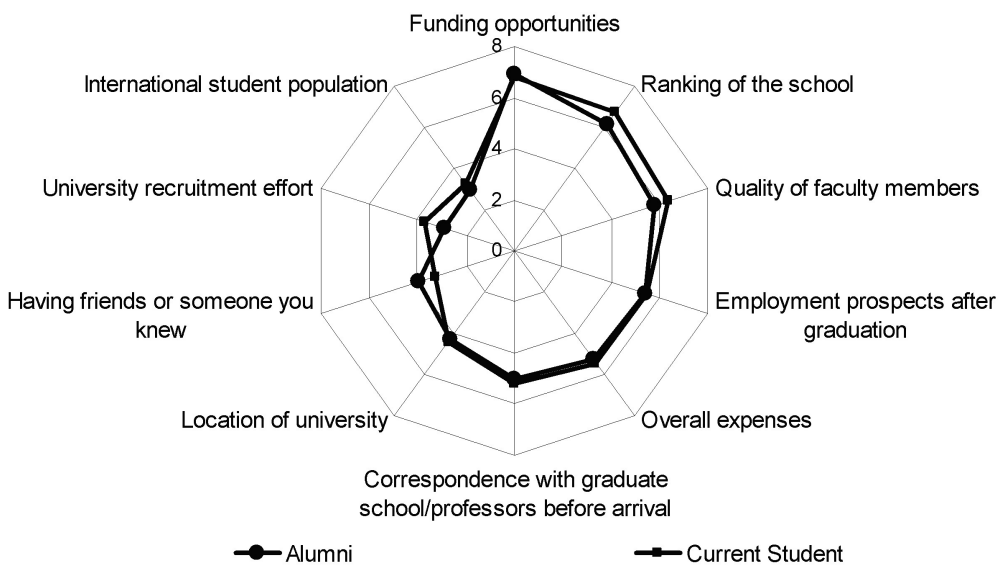 Funding opportunities
8
International student population
Ranking of the school
6
4
University recruitment effort
Quality of faculty members
2
0
Having friends or someone you
knew
Employment prospects after
graduation
Location of university
Overall expenses
Correspondence with graduate
school/professors before arrival
Alumni
Current Student